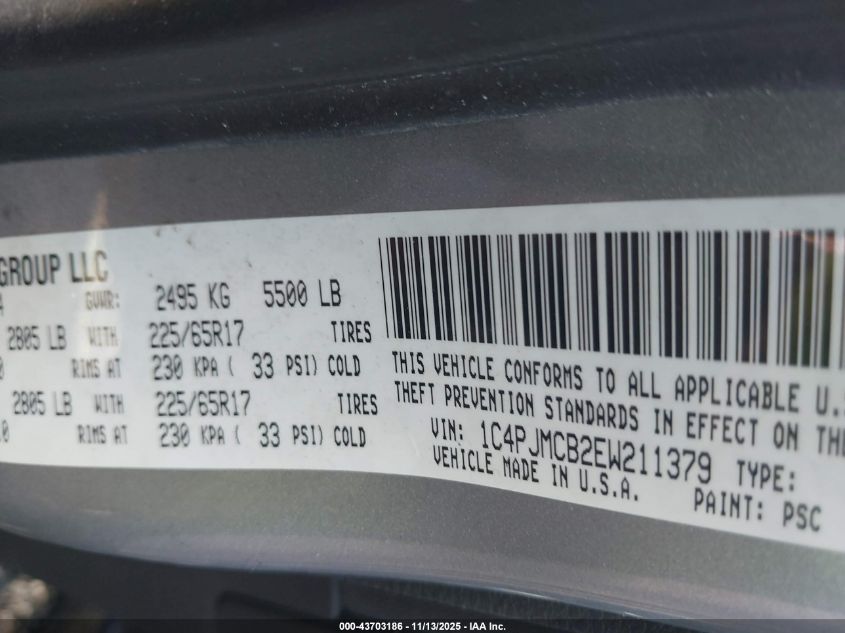 GROUP LLC
GVWR: 2495 KG 5500 LB
2805 LB WITH 225/65R17 TIRES
RIMS AT 230 KPA ( 33 PSI) COLD
2805 LB WITH 225/65R17 TIRES
RIMS AT 230 KPA ( 33 PSI) COLD
THIS VEHICLE CONFORMS TO ALL APPLICABLE U.S.
THEFT PREVENTION STANDARDS IN EFFECT ON THE
VIN: 1C4PJMCB2EW211379 TYPE:
VEHICLE MADE IN U.S.A. PAINT: PSC
000-43703186 - 11/13/2025 - IAA Inc.